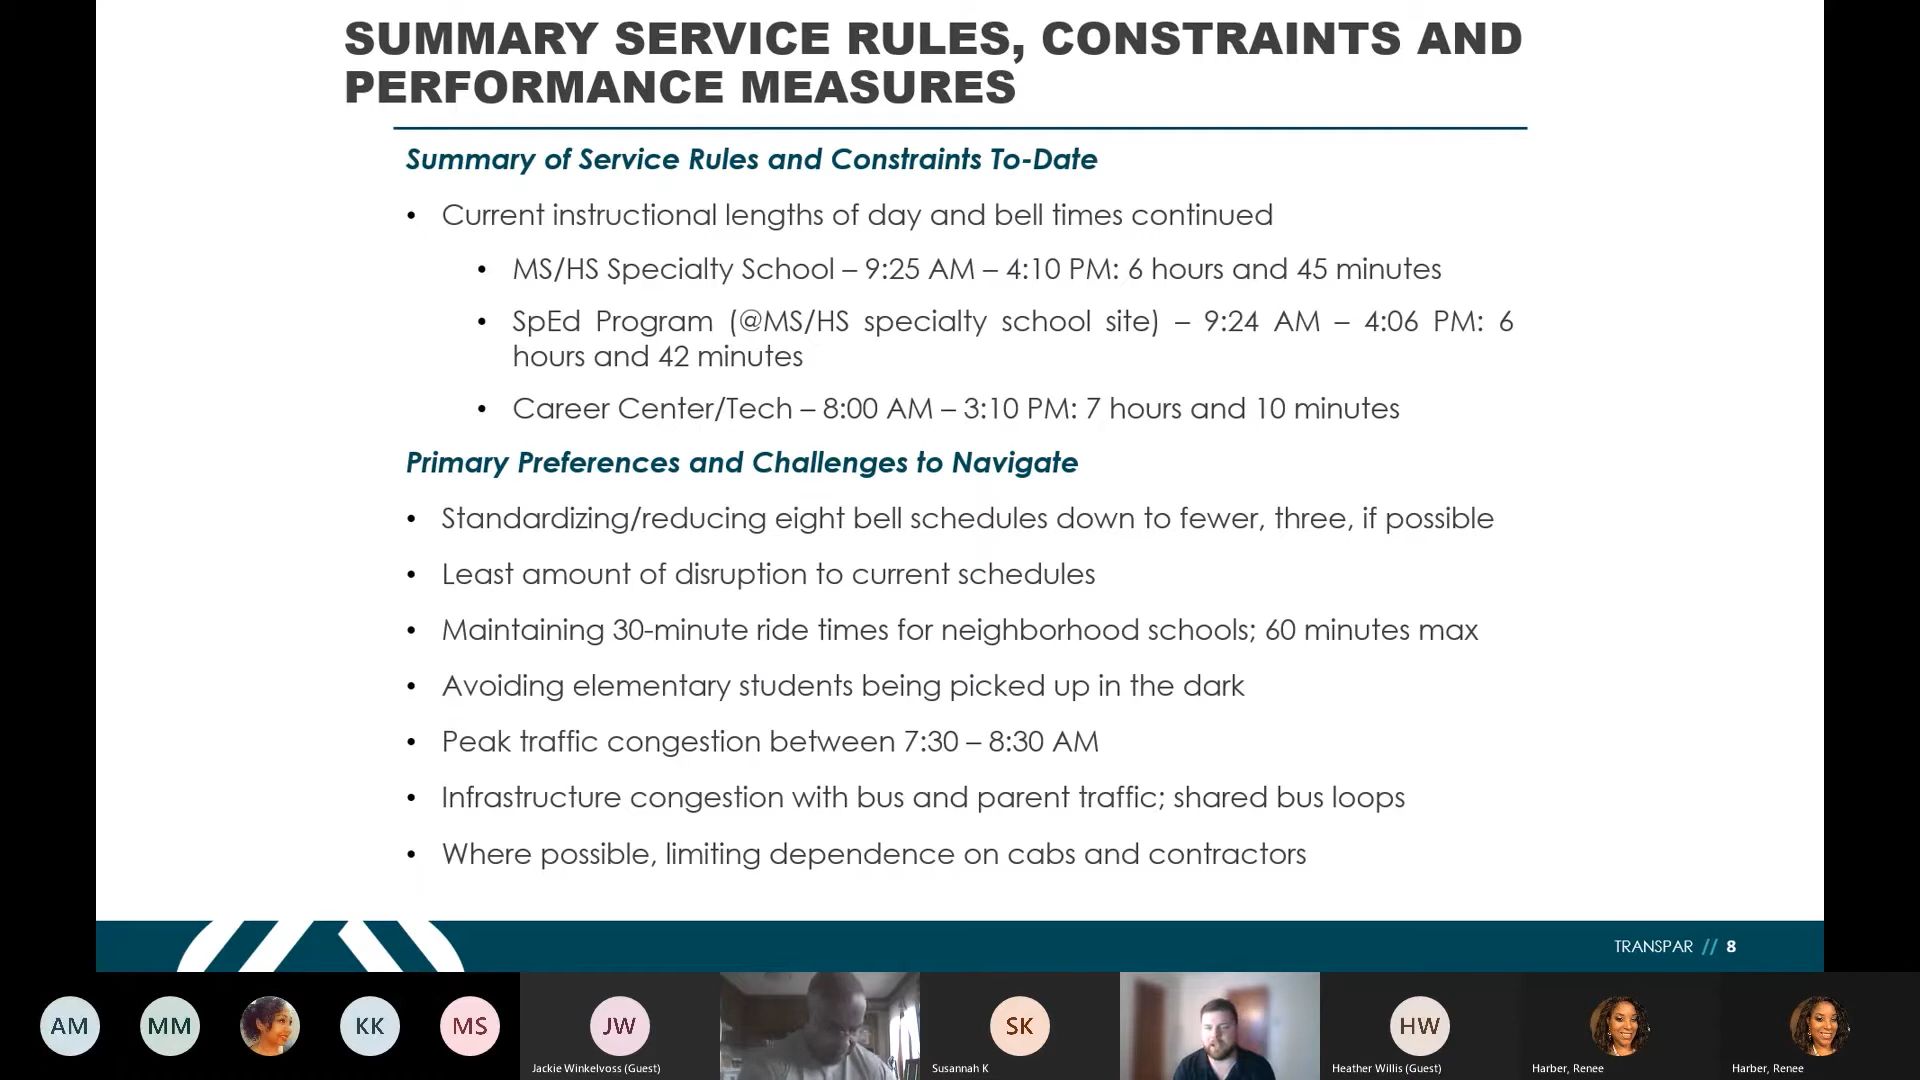 SUMMARY SERVICE RULES, CONSTRAINTS AND
PERFORMANCE MEASURES
Summary of Service Rules and Constraints To-Date
• Current instructional lengths of day and bell times continued
• MS/HS Specialty School – 9:25 AM – 4:10 PM: 6 hours and 45 minutes
• SpEd Program (@MS/HS specialty school site) – 9:24 AM – 4:06 PM: 6
hours and 42 minutes
• Career Center/Tech – 8:00 AM – 3:10 PM: 7 hours and 10 minutes
Primary Preferences and Challenges to Navigate
• Standardizing/reducing eight bell schedules down to fewer, three, if possible
• Least amount of disruption to current schedules
• Maintaining 30-minute ride times for neighborhood schools; 60 minutes max
• Avoiding elementary students being picked up in the dark
• Peak traffic congestion between 7:30 – 8:30 AM
• Infrastructure congestion with bus and parent traffic; shared bus loops
• Where possible, limiting dependence on cabs and contractors
TRANSPAR // 8
AM MM KK MS JW SK HW
Jackie Winkelvoss (Guest) Susannah K Heather Willis (Guest) Harber, Renee Harber, Renee